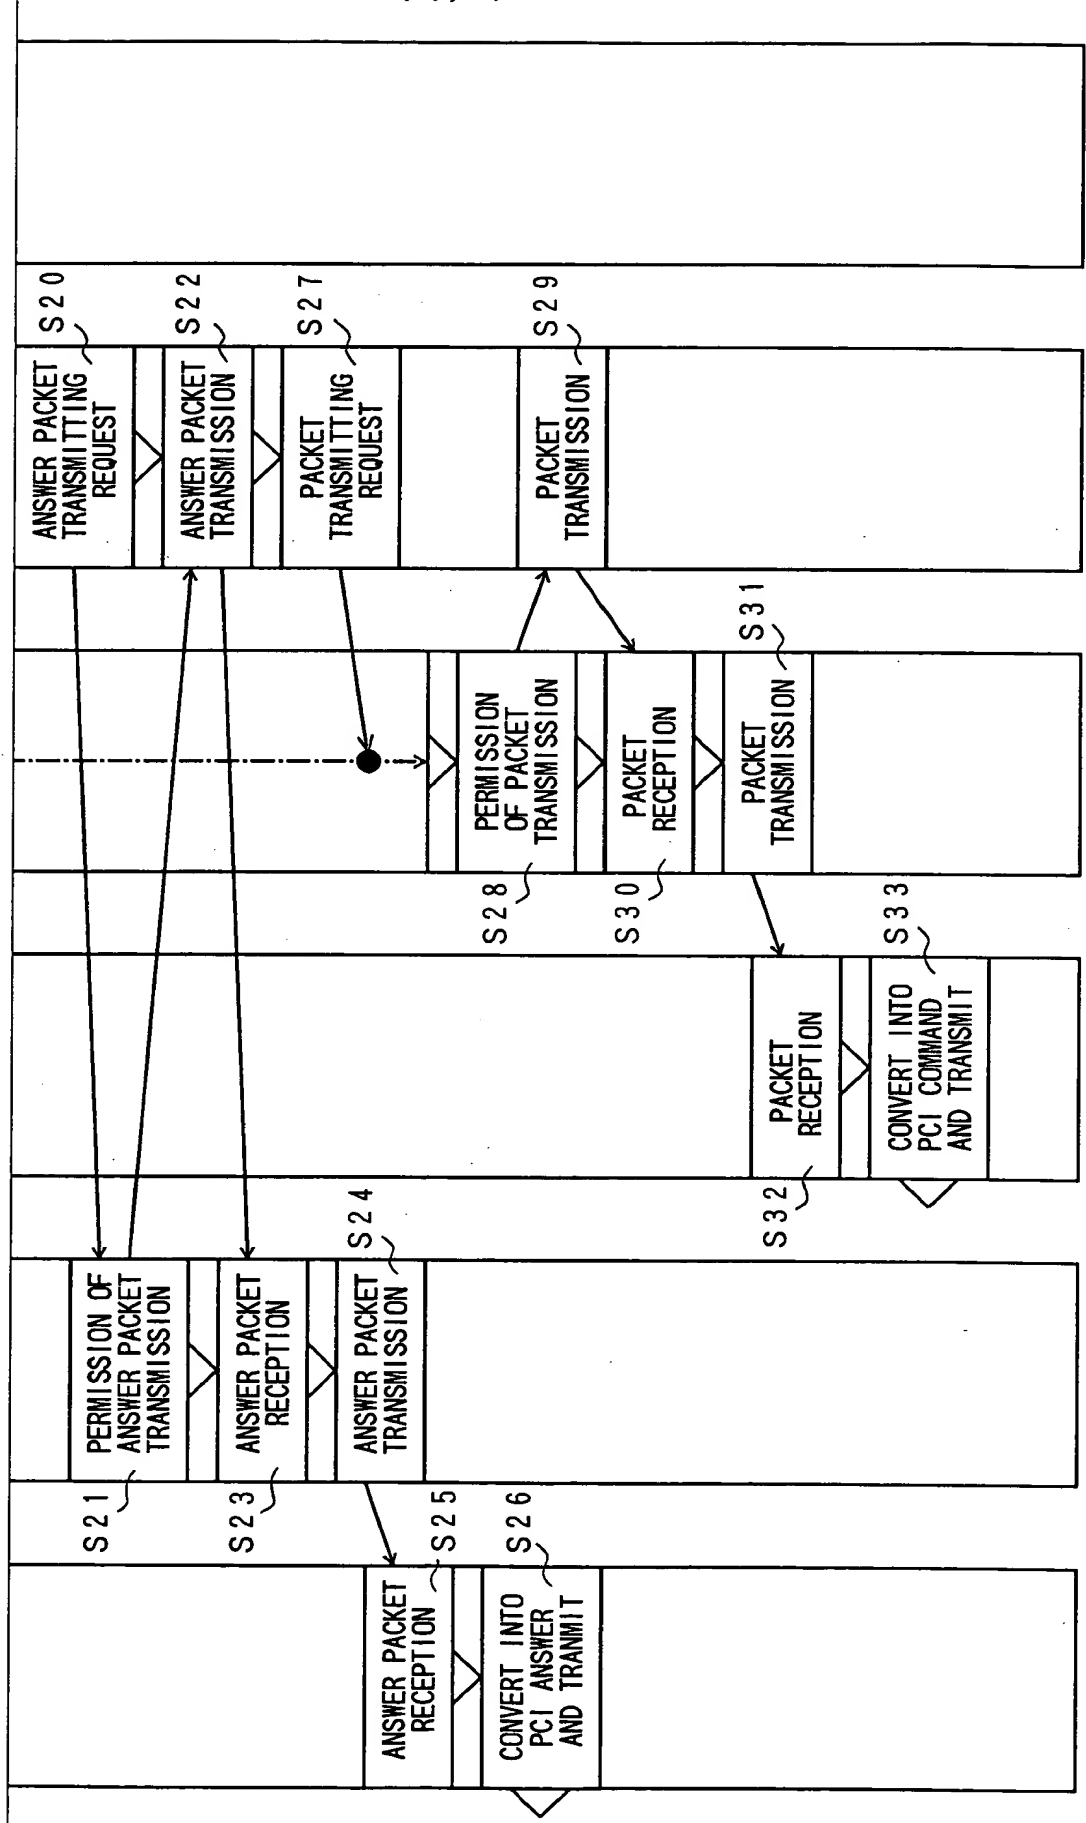 S25
ANSWER PACKET
RECEPTION
S26
CONVERT INTO
PCI ANSWER
AND TRANMIT
S21
PERMISSION OF
ANSWER PACKET
TRANSMISSION
S23
ANSWER PACKET
RECEPTION
S24
ANSWER PACKET
TRANSMISSION
S32
PACKET
RECEPTION
S33
CONVERT INTO
PCI COMMAND
AND TRANSMIT
S28
PERMISSION
OF PACKET
TRANSMISSION
S30
PACKET
RECEPTION
S31
PACKET
TRANSMISSION
S20
ANSWER PACKET
TRANSMITTING
REQUEST
S22
ANSWER PACKET
TRANSMISSION
S27
PACKET
TRANSMITTING
REQUEST
S29
PACKET
TRANSMISSION